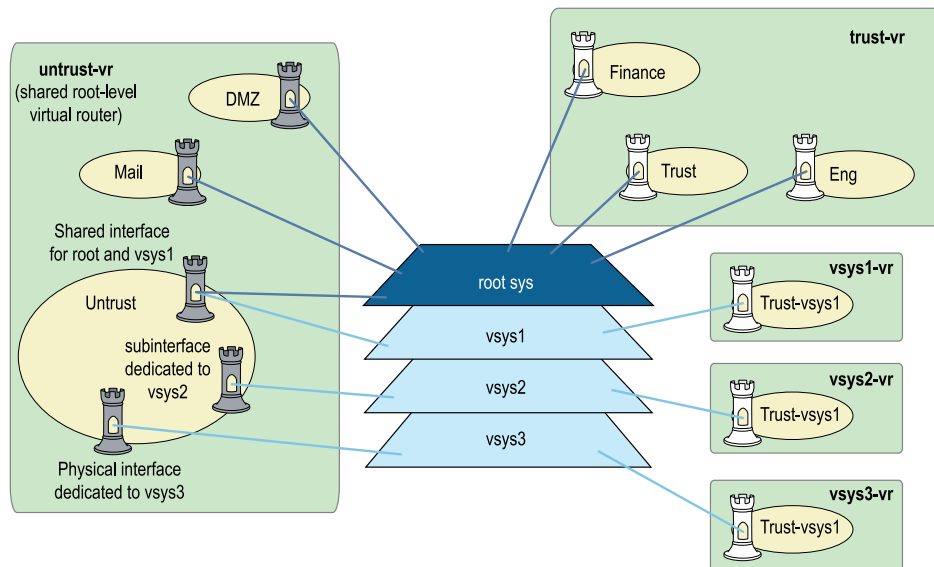 untrust-vr
(shared root-level
virtual router)
DMZ
Mail
Shared interface
for root and vsys1
Untrust
subinterface
dedicated to
vsys2
Physical interface
dedicated to vsys3
trust-vr
Finance
Trust
Eng
root sys
vsys1
vsys2
vsys3
vsys1-vr
Trust-vsys1
vsys2-vr
Trust-vsys1
vsys3-vr
Trust-vsys1